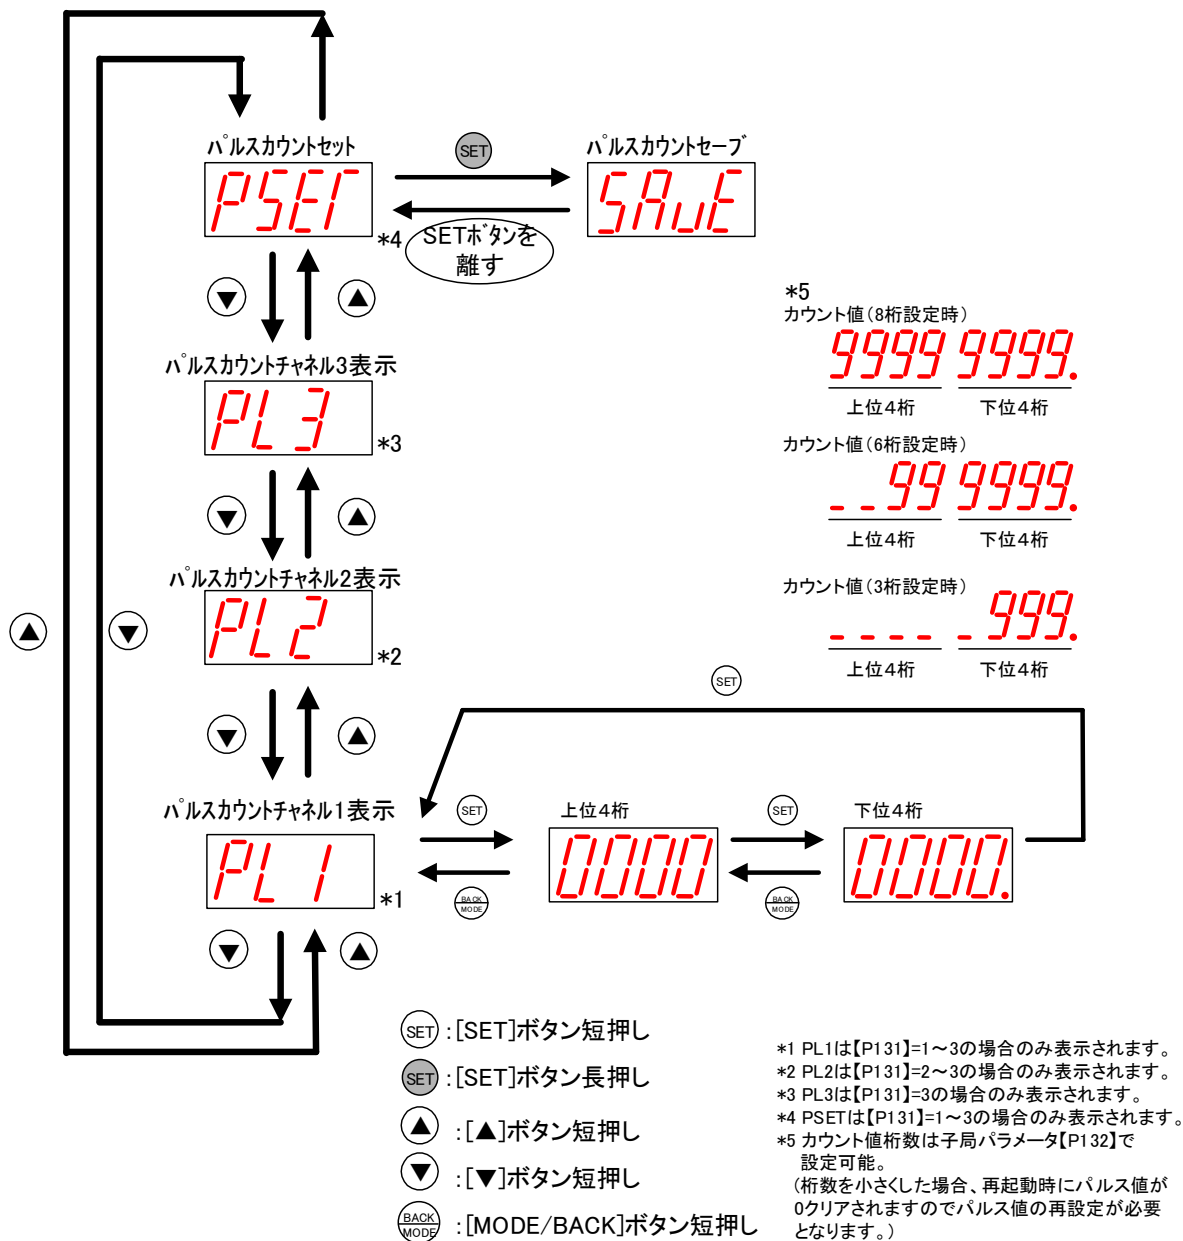 パルスカウントセット
SET
パルスカウントセーブ
PSET
SAvE
*4
SETボタンを
離す
*5
カウント値(8桁設定時)
9999 9999.
上位4桁
下位4桁
パルスカウントチャネル3表示
PL3
*3
カウント値(6桁設定時)
_ _99 9999.
上位4桁
下位4桁
パルスカウントチャネル2表示
PL2
*2
カウント値(3桁設定時)
_ _ _ _ _999.
上位4桁
下位4桁
SET
パルスカウントチャネル1表示
SET
上位4桁
SET
下位4桁
PL1
*1
0000
0000.
BACK
MODE
BACK
MODE
SET:[SET]ボタン短押し
SET:[SET]ボタン長押し
▲:[▲]ボタン短押し
▼:[▼]ボタン短押し
BACK
MODE:[MODE/BACK]ボタン短押し
*1 PL1は【P131】=1~3の場合のみ表示されます。
*2 PL2は【P131】=2~3の場合のみ表示されます。
*3 PL3は【P131】=3の場合のみ表示されます。
*4 PSETは【P131】=1~3の場合のみ表示されます。
*5 カウント値桁数は子局パラメータ【P132】で
設定可能。
(桁数を小さくした場合、再起動時にパルス値が
0クリアされますのでパルス値の再設定が必要
となります。)